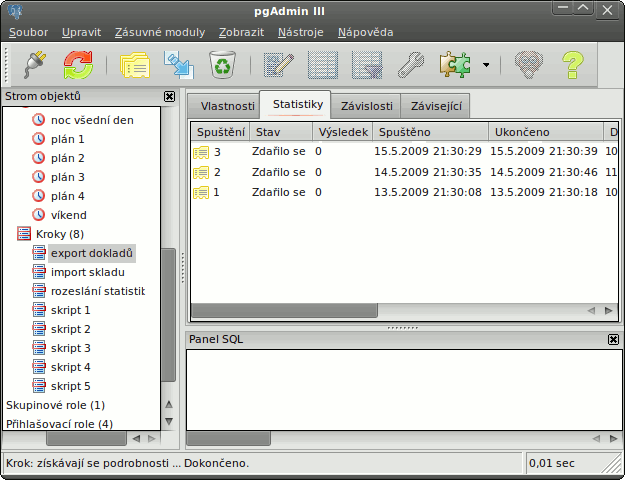 pgAdmin III
Soubor Upravit Zásuvné moduly Zobrazit Nástroje Nápověda
Strom objektů
noc všední den
plán 1
plán 2
plán 3
plán 4
víkend
Kroky (8)
export dokladů
import skladu
rozeslání statistik
skript 1
skript 2
skript 3
skript 4
skript 5
Skupinové role (1)
Přihlašovací role (4)
Vlastnosti Statistiky Závislosti Závisející
Spuštění Stav Výsledek Spuštěno Ukončeno D
3 Zdařilo se 0 15.5.2009 21:30:29 15.5.2009 21:30:39 10
2 Zdařilo se 0 14.5.2009 21:30:35 14.5.2009 21:30:46 11
1 Zdařilo se 0 13.5.2009 21:30:08 13.5.2009 21:30:18 10
Panel SQL
Krok: získávají se podrobnosti ... Dokončeno. 0,01 sec